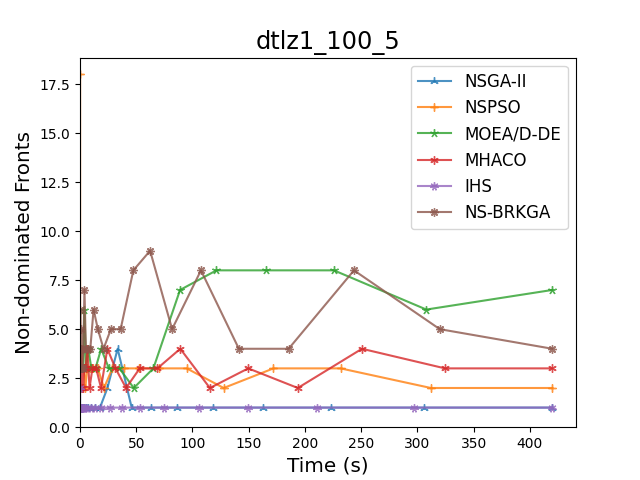 dtlz1_100_5
NSGA-II
NSPSO
MOEA/D-DE
MHACO
IHS
NS-BRKGA
Non-dominated Fronts
17.5
15.0
12.5
10.0
7.5
5.0
2.5
0.0
0 50 100 150 200 250 300 350 400
Time (s)